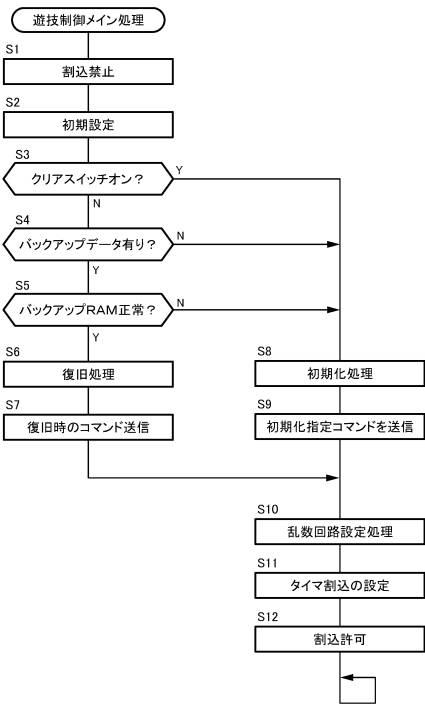 遊技制御メイン処理
S1
割込禁止
S2
初期設定
S3
クリアスイッチオン？
Y
N
S4
バックアップデータ有り？
N
Y
S5
バックアップRAM正常？
N
Y
S6
復旧処理
S7
復旧時のコマンド送信
S8
初期化処理
S9
初期化指定コマンドを送信
S10
乱数回路設定処理
S11
タイマ割込の設定
S12
割込許可